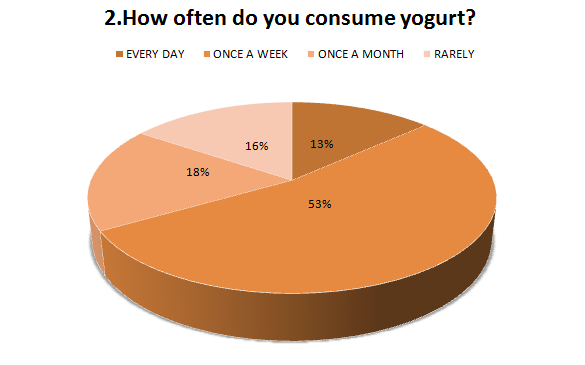 2.How often do you consume yogurt?
EVERY DAY ONCE A WEEK ONCE A MONTH RARELY
16% 13%
18%
53%